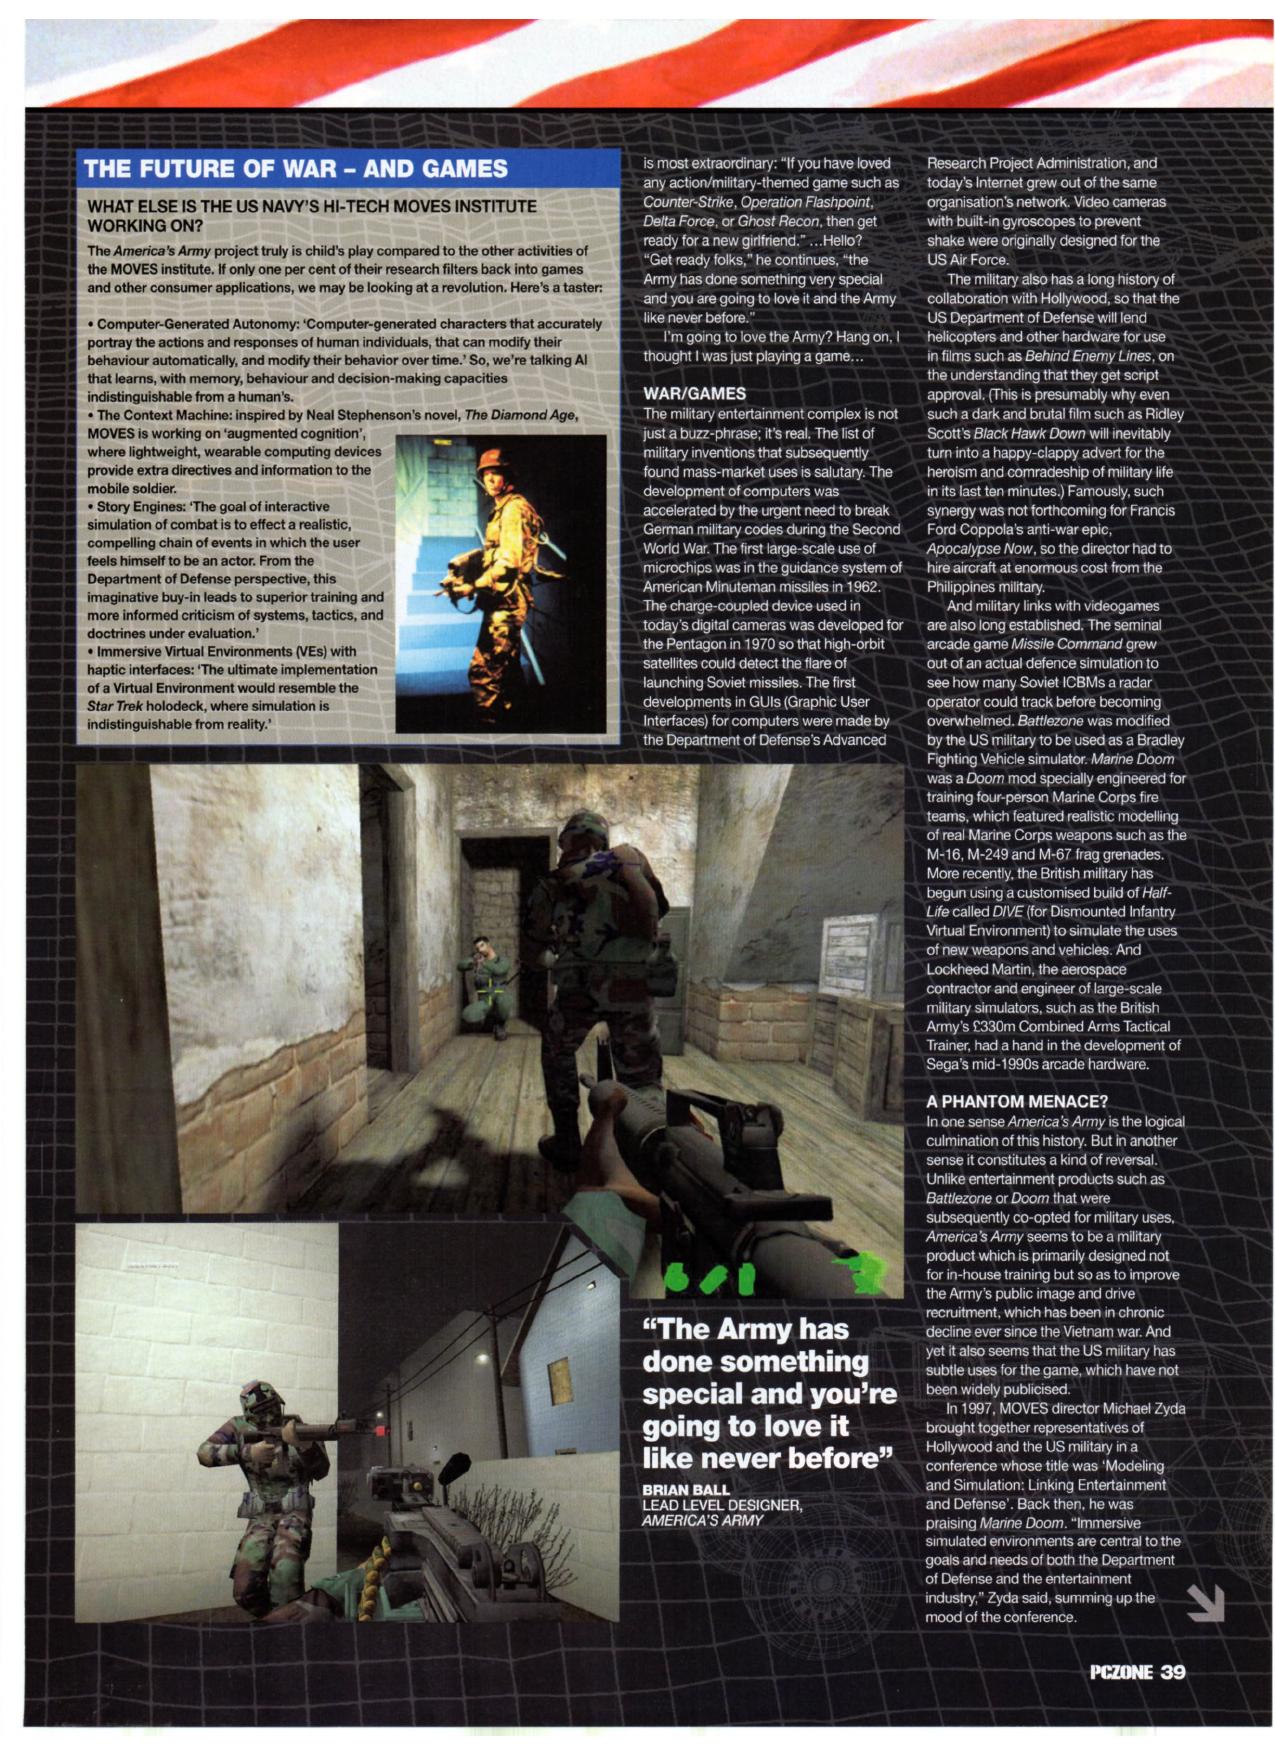 THE FUTURE OF WAR – AND GAMES
WHAT ELSE IS THE US NAVY'S HI-TECH MOVES INSTITUTE
WORKING ON?
The America's Army project truly is child's play compared to the other activities of
the MOVES institute. If only one per cent of their research filters back into games
and other consumer applications, we may be looking at a revolution. Here's a taster:
• Computer-Generated Autonomy: 'Computer-generated characters that accurately
portray the actions and responses of human individuals, that can modify their
behaviour automatically, and modify their behavior over time.' So, we're talking AI
that learns, with memory, behaviour and decision-making capacities
indistinguishable from a human's.
• The Context Machine: inspired by Neal Stephenson's novel, The Diamond Age,
MOVES is working on 'augmented cognition',
where lightweight, wearable computing devices
provide extra directives and information to the
mobile soldier.
• Story Engines: 'The goal of interactive
simulation of combat is to effect a realistic,
compelling chain of events in which the user
feels himself to be an actor. From the
Department of Defense perspective, this
imaginative buy-in leads to superior training and
more informed criticism of systems, tactics, and
doctrines under evaluation.'
• Immersive Virtual Environments (VEs) with
haptic interfaces: 'The ultimate implementation
of a Virtual Environment would resemble the
Star Trek holodeck, where simulation is
indistinguishable from reality.'
is most extraordinary: "If you have loved
any action/military-themed game such as
Counter-Strike, Operation Flashpoint,
Delta Force, or Ghost Recon, then get
ready for a new girlfriend." …Hello?
"Get ready folks," he continues, "the
Army has done something very special
and you are going to love it and the Army
like never before."
I'm going to love the Army? Hang on, I
thought I was just playing a game…
WAR/GAMES
The military entertainment complex is not
just a buzz-phrase; it's real. The list of
military inventions that subsequently
found mass-market uses is salutary. The
development of computers was
accelerated by the urgent need to break
German military codes during the Second
World War. The first large-scale use of
microchips was in the guidance system of
American Minuteman missiles in 1962.
The charge-coupled device used in
today's digital cameras was developed for
the Pentagon in 1970 so that high-orbit
satellites could detect the flare of
launching Soviet missiles. The first
developments in GUIs (Graphic User
Interfaces) for computers were made by
the Department of Defense's Advanced
Research Project Administration, and
today's Internet grew out of the same
organisation's network. Video cameras
with built-in gyroscopes to prevent
shake were originally designed for the
US Air Force.
The military also has a long history of
collaboration with Hollywood, so that the
US Department of Defense will lend
helicopters and other hardware for use
in films such as Behind Enemy Lines, on
the understanding that they get script
approval. (This is presumably why even
such a dark and brutal film such as Ridley
Scott's Black Hawk Down will inevitably
turn into a happy-clappy advert for the
heroism and comradeship of military life
in its last ten minutes.) Famously, such
synergy was not forthcoming for Francis
Ford Coppola's anti-war epic,
Apocalypse Now, so the director had to
hire aircraft at enormous cost from the
Philippines military.
And military links with videogames
are also long established. The seminal
arcade game Missile Command grew
out of an actual defence simulation to
see how many Soviet ICBMs a radar
operator could track before becoming
overwhelmed. Battlezone was modified
by the US military to be used as a Bradley
Fighting Vehicle simulator. Marine Doom
was a Doom mod specially engineered for
training four-person Marine Corps fire
teams, which featured realistic modelling
of real Marine Corps weapons such as the
M-16, M-249 and M-67 frag grenades.
More recently, the British military has
begun using a customised build of Half-
Life called DIVE (for Dismounted Infantry
Virtual Environment) to simulate the uses
of new weapons and vehicles. And
Lockheed Martin, the aerospace
contractor and engineer of large-scale
military simulators, such as the British
Army's £330m Combined Arms Tactical
Trainer, had a hand in the development of
Sega's mid-1990s arcade hardware.
A PHANTOM MENACE?
In one sense America's Army is the logical
culmination of this history. But in another
sense it constitutes a kind of reversal.
Unlike entertainment products such as
Battlezone or Doom that were
subsequently co-opted for military uses,
America's Army seems to be a military
product which is primarily designed not
for in-house training but so as to improve
the Army's public image and drive
recruitment, which has been in chronic
decline ever since the Vietnam war. And
yet it also seems that the US military has
subtle uses for the game, which have not
been widely publicised.
In 1997, MOVES director Michael Zyda
brought together representatives of
Hollywood and the US military in a
conference whose title was 'Modeling
and Simulation: Linking Entertainment
and Defense'. Back then, he was
praising Marine Doom. "Immersive
simulated environments are central to the
goals and needs of both the Department
of Defense and the entertainment
industry," Zyda said, summing up the
mood of the conference.
"The Army has
done something
special and you're
going to love it
like never before"
BRIAN BALL
LEAD LEVEL DESIGNER,
AMERICA'S ARMY
PCZONE 39